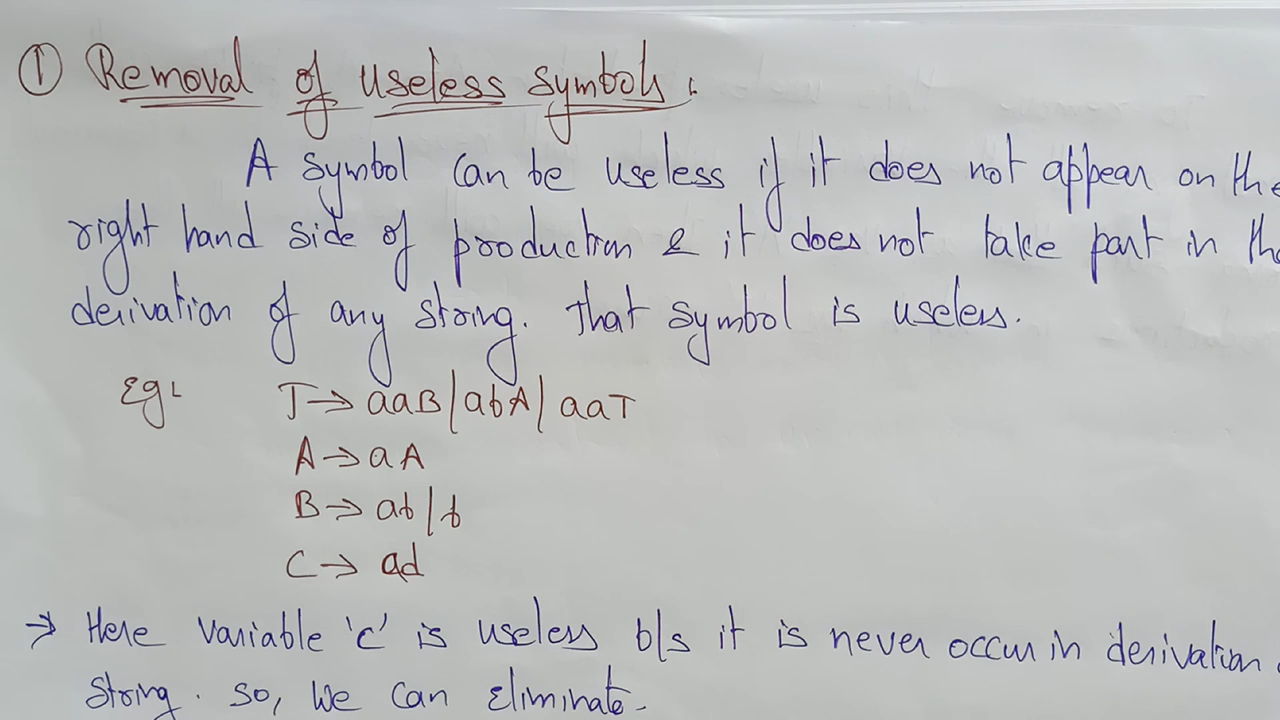 ① Removal of useless symbols:
A symbol can be useless if it does not appear on the
right hand side of production & it does not take part in the
derivation of any string. That symbol is useless.
Eg: T → aaB | abA | aaT
A → aA
B → ab | b
C → ad
→ Here variable 'c' is useless b/s it is never occur in derivation
string. so, we can eliminate.